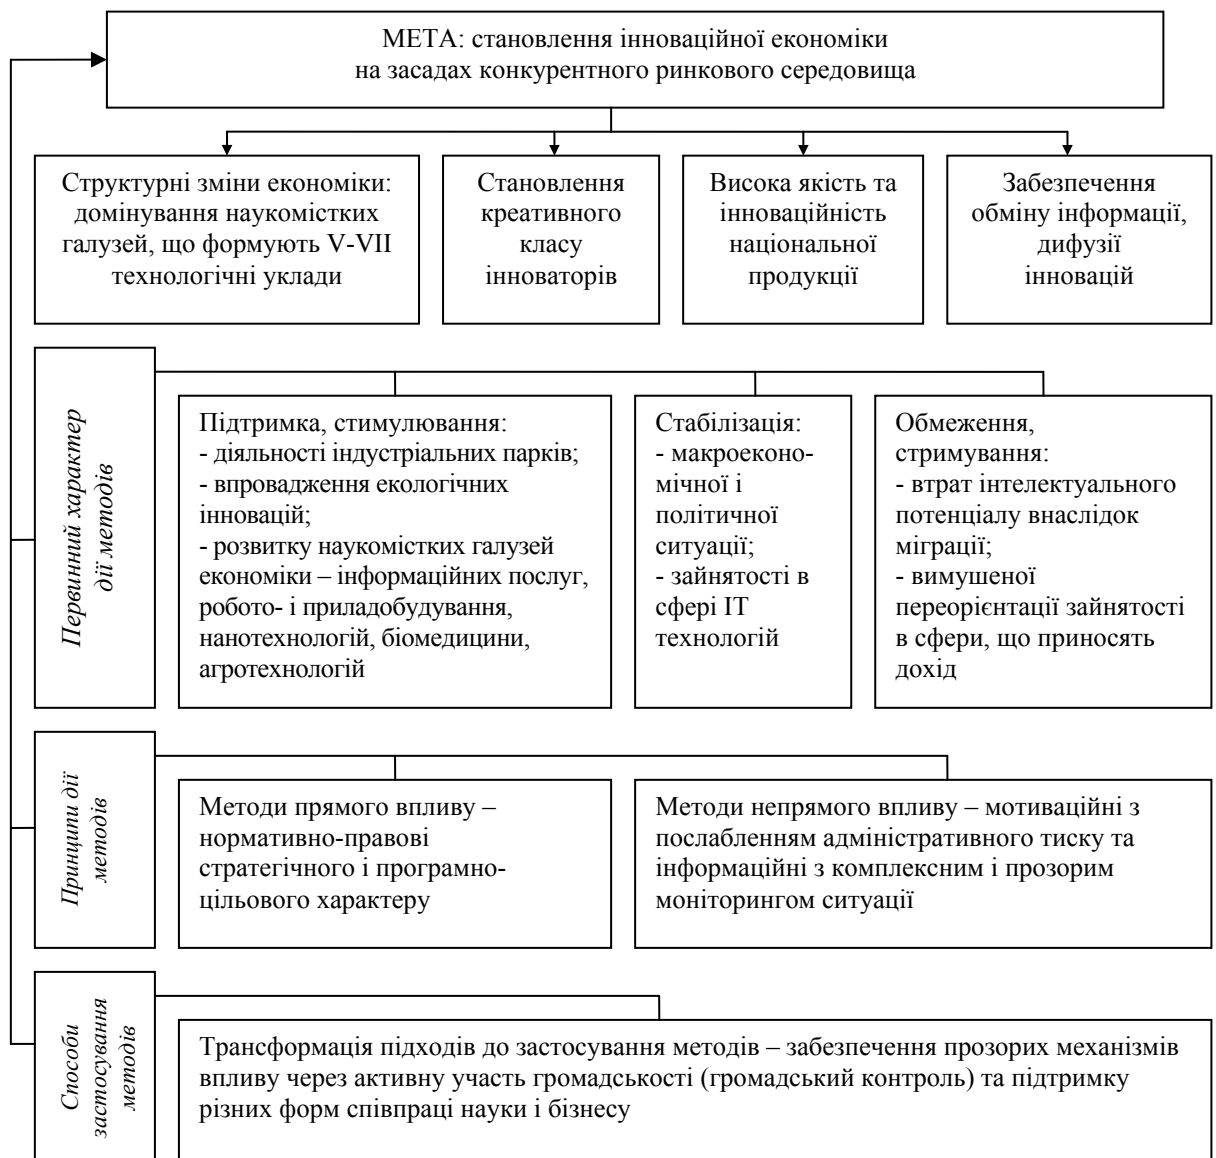 МЕТА: становлення інноваційної економіки
на засадах конкурентного ринкового середовища
Структурні зміни економіки:
домінування наукомістких
галузей, що формують V-VII
технологічні уклади
Становлення
креативного
класу
інноваторів
Висока якість та
інноваційність
національної
продукції
Забезпечення
обміну інформації,
дифузії
інновацій
Первинний характер
дії методів
Підтримка, стимулювання:
- діяльності індустріальних парків;
- впровадження екологічних
інновацій;
- розвитку наукомістких галузей
економіки – інформаційних послуг,
робото- і приладобудування,
нанотехнологій, біомедицини,
агротехнологій
Стабілізація:
- макроеконо-
мічної і
політичної
ситуації;
- зайнятості в
сфері ІТ
технологій
Обмеження,
стримування:
- втрат інтелектуального
потенціалу внаслідок
міграції;
- вимушеної
переорієнтації зайнятості
в сфери, що приносять
дохід
Принципи дії
методів
Методи прямого впливу –
нормативно-правові
стратегічного і програмно-
цільового характеру
Методи непрямого впливу – мотиваційні з
послабленням адміністративного тиску та
інформаційні з комплексним і прозорим
моніторингом ситуації
Способи
застосування
методів
Трансформація підходів до застосування методів – забезпечення прозорих механізмів
впливу через активну участь громадськості (громадський контроль) та підтримку
різних форм співпраці науки і бізнесу